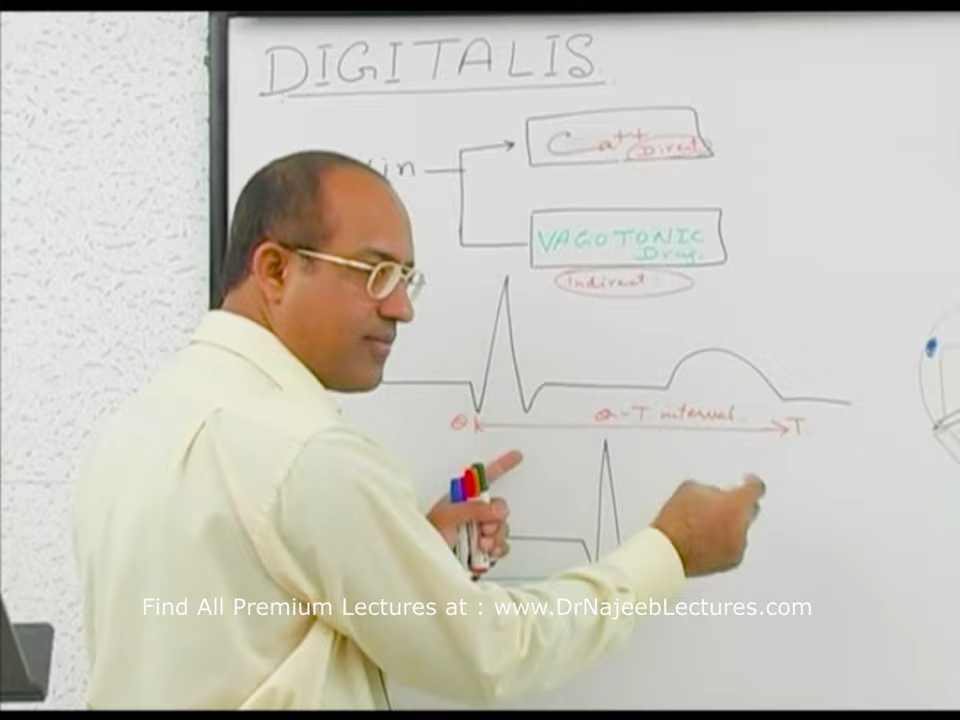 DIGITALIS
in
Ca++
Direct
VAGOTONIC
Drug.
Indirect
Q
Q-T. interval
T
Find All Premium Lectures at : www.DrNajeebLectures.com